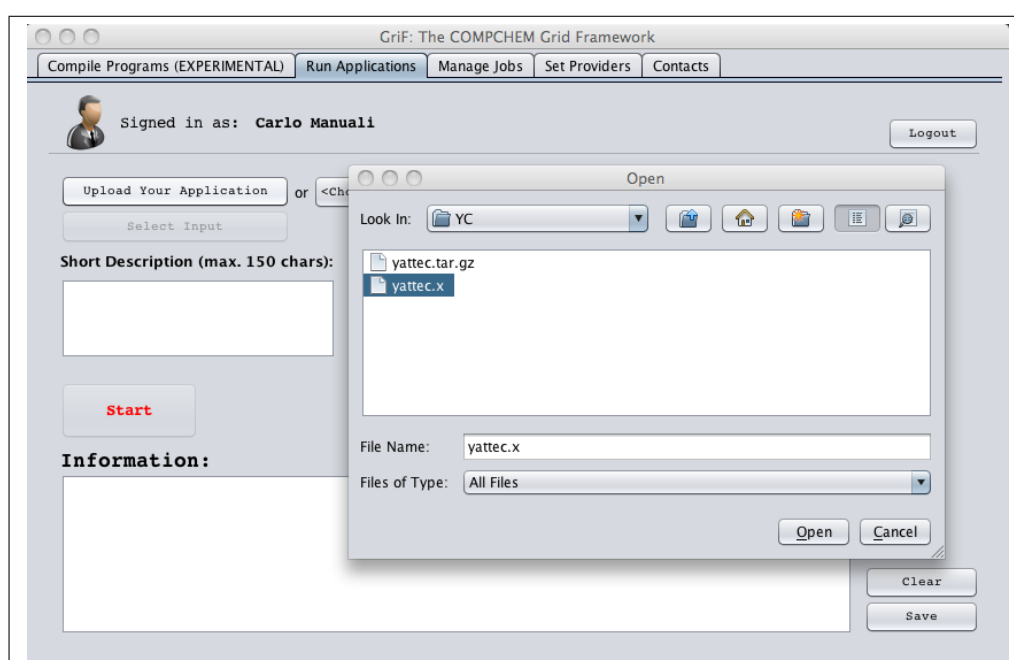 GriF: The COMPCHEM Grid Framework
Compile Programs (EXPERIMENTAL) Run Applications Manage Jobs Set Providers Contacts
Signed in as: Carlo Manuali
Logout
Upload Your Application or <Cho
Select Input
Short Description (max. 150 chars):
Start
Information:
Open
Look In: YC
yattec.tar.gz
yattec.x
File Name: yattec.x
Files of Type: All Files
Open Cancel
Clear
Save